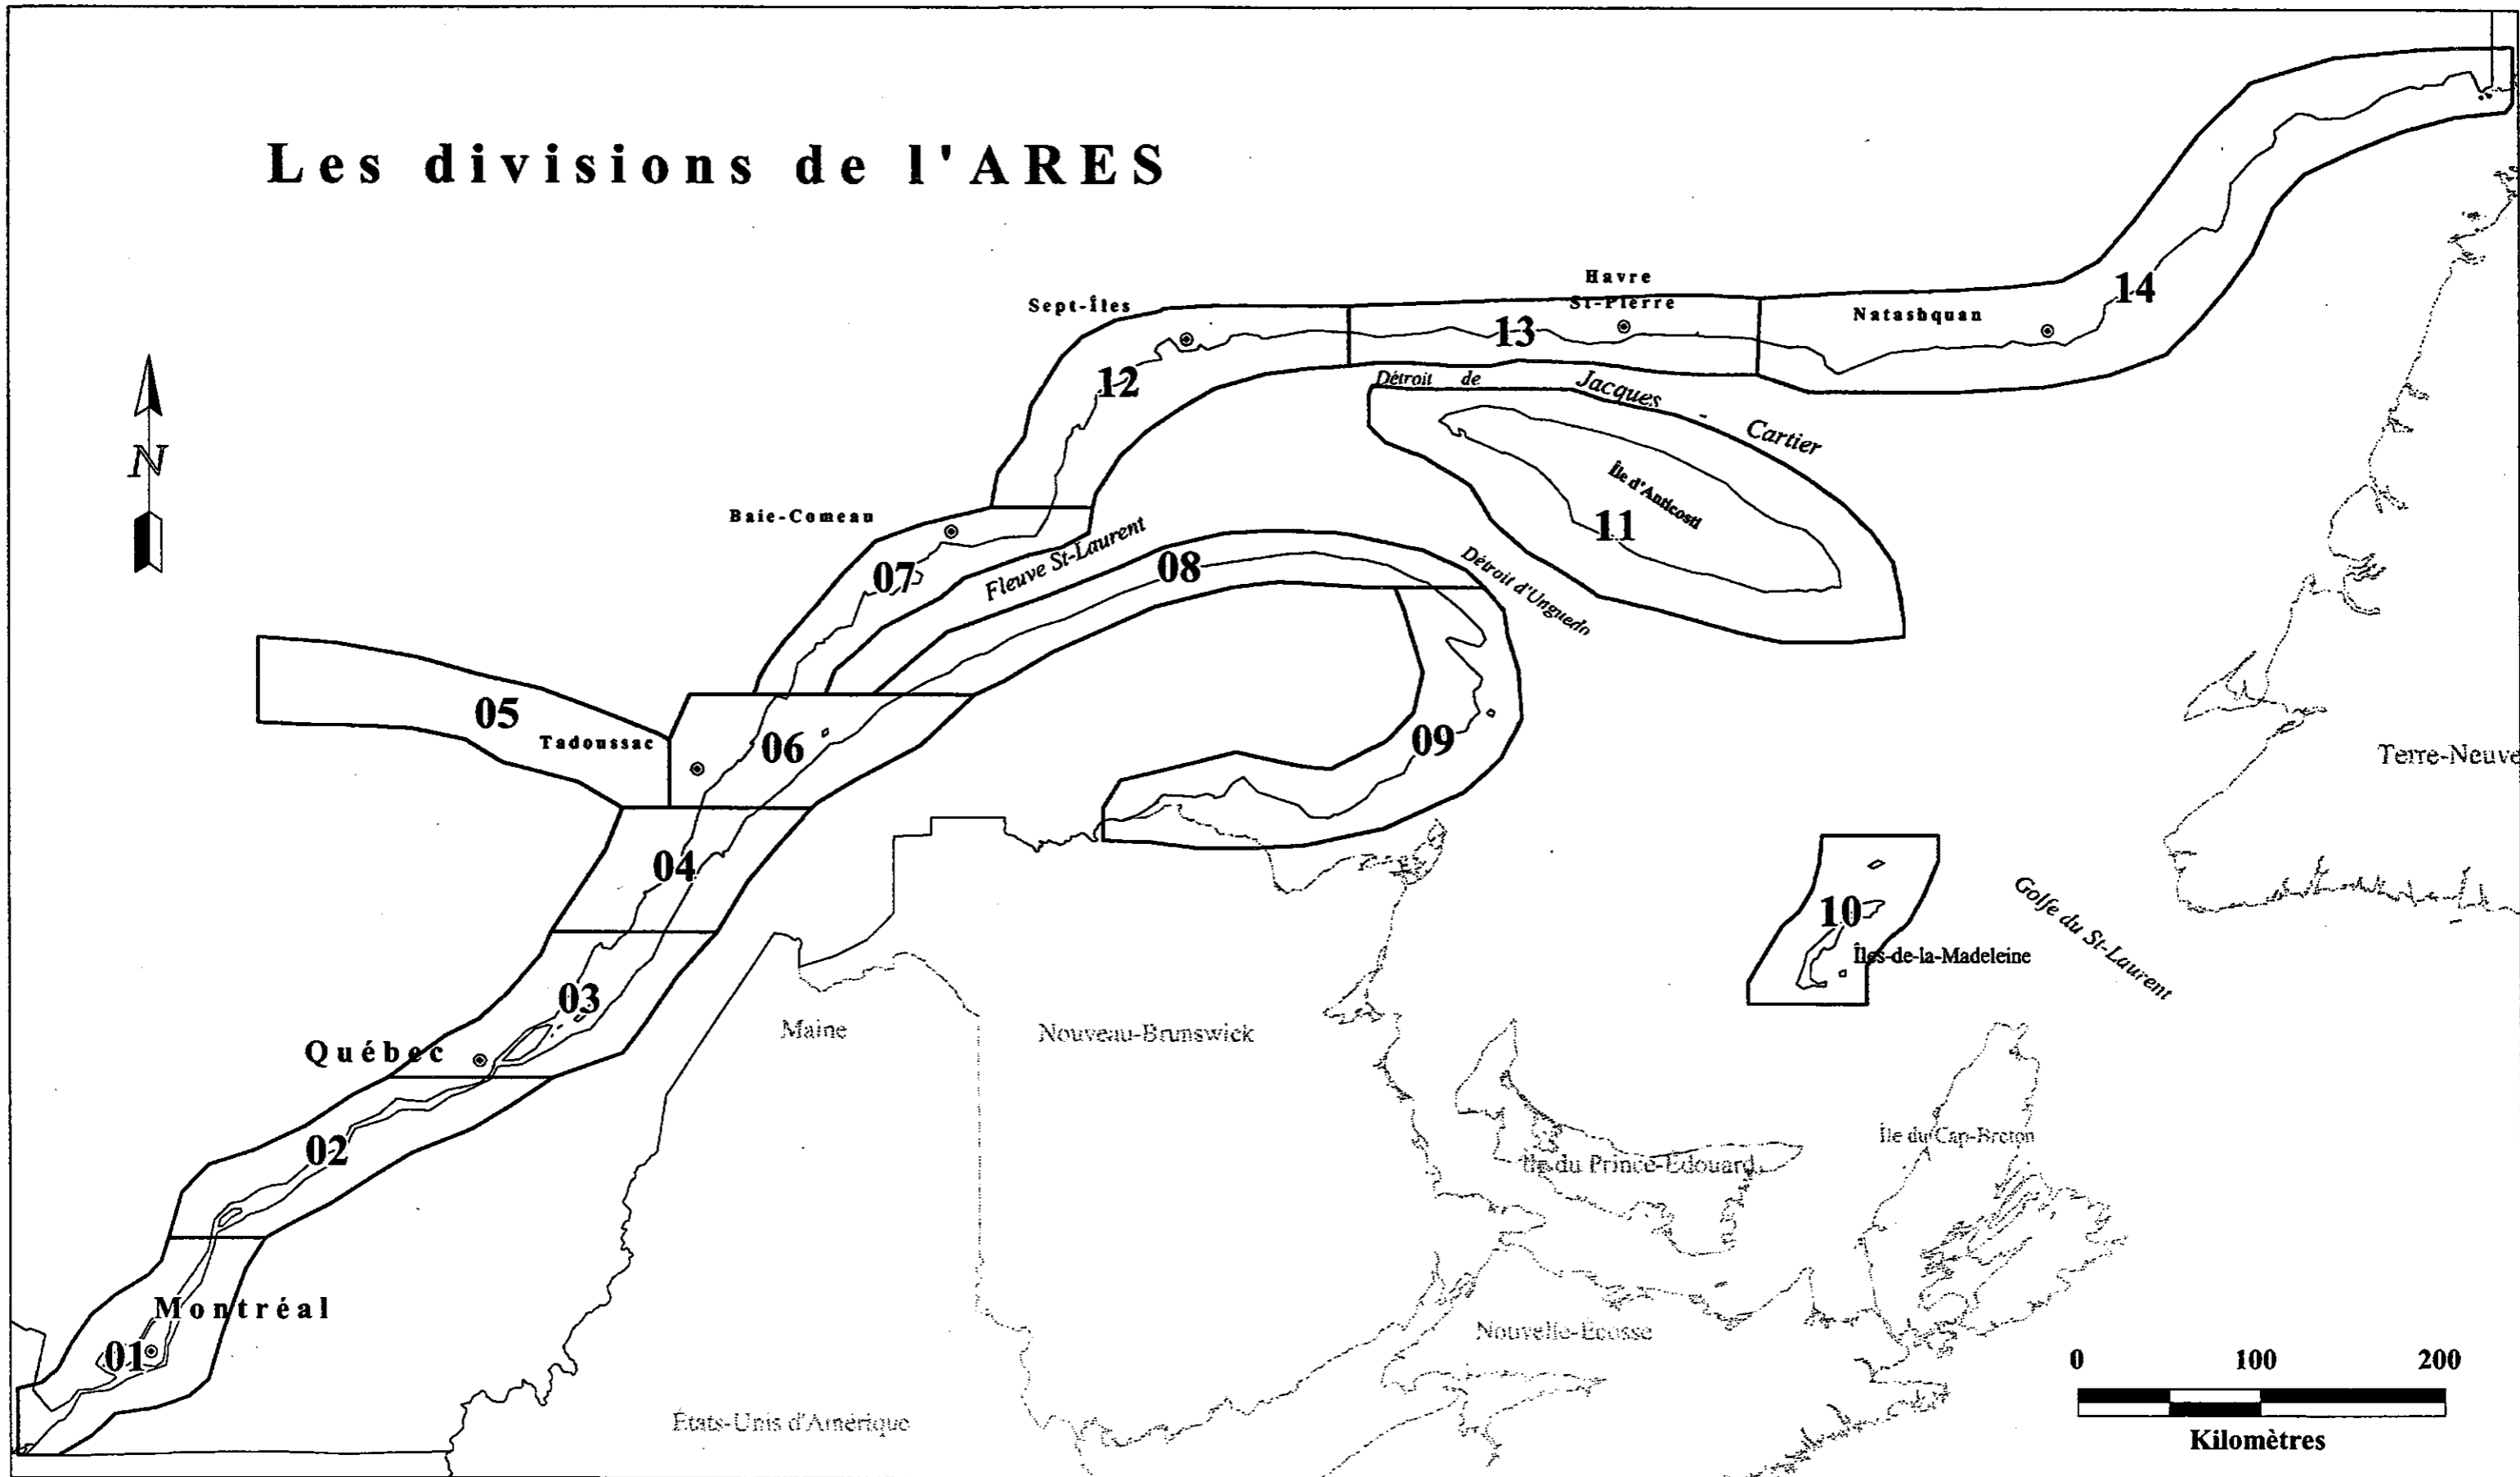 Les divisions de l'ARES
Havre
St-Pierre
Sept-Îles
Natashquan
14
13
12
Détroit de Jacques - Cartier
N
Île d'Anticosti
11
Baie-Comeau
Fleuve St-Laurent
08
07
Détroit d'Unguedo
05
Tadoussac
06
09
Terre-Neuve
04
10
Îles-de-la-Madeleine
Golfe du St-Laurent
03
Québec
Maine
Nouveau-Brunswick
02
Île du Cap-Breton
Île du Prince-Édouard
Montréal
01
Nouvelle-Écosse
États-Unis d'Amérique
0 100 200
Kilomètres